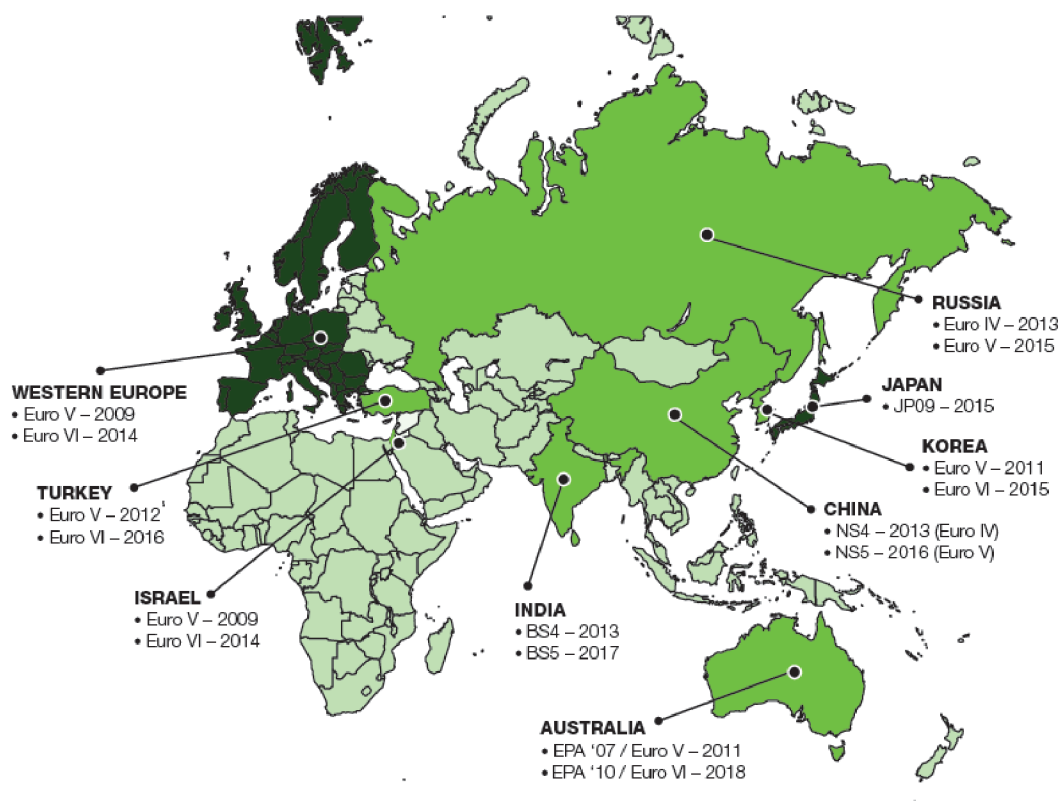 RUSSIA
• Euro IV – 2013
• Euro V – 2015
WESTERN EUROPE
• Euro V – 2009
• Euro VI – 2014
JAPAN
• JP09 – 2015
KOREA
• Euro V – 2011
• Euro VI – 2015
TURKEY
• Euro V – 2012
• Euro VI – 2016
CHINA
• NS4 – 2013 (Euro IV)
• NS5 – 2016 (Euro V)
ISRAEL
• Euro V – 2009
• Euro VI – 2014
INDIA
• BS4 – 2013
• BS5 – 2017
AUSTRALIA
• EPA ‘07 / Euro V – 2011
• EPA ‘10 / Euro VI – 2018